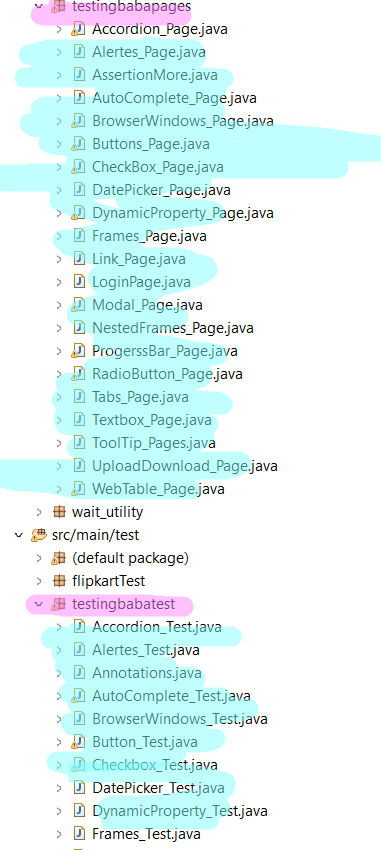 testingbabapages
Accordion_Page.java
Alertes_Page.java
AssertionMore.java
AutoComplete_Page.java
BrowserWindows_Page.java
Buttons_Page.java
CheckBox_Page.java
DatePicker_Page.java
DynamicProperty_Page.java
Frames_Page.java
Link_Page.java
LoginPage.java
Modal_Page.java
NestedFrames_Page.java
ProgerssBar_Page.java
RadioButton_Page.java
Tabs_Page.java
Textbox_Page.java
ToolTip_Pages.java
UploadDownload_Page.java
WebTable_Page.java
wait_utility
src/main/test
(default package)
flipkartTest
testingbabatest
Accordion_Test.java
Alertes_Test.java
Annotations.java
AutoComplete_Test.java
BrowserWindows_Test.java
Button_Test.java
Checkbox_Test.java
DatePicker_Test.java
DynamicProperty_Test.java
Frames_Test.java